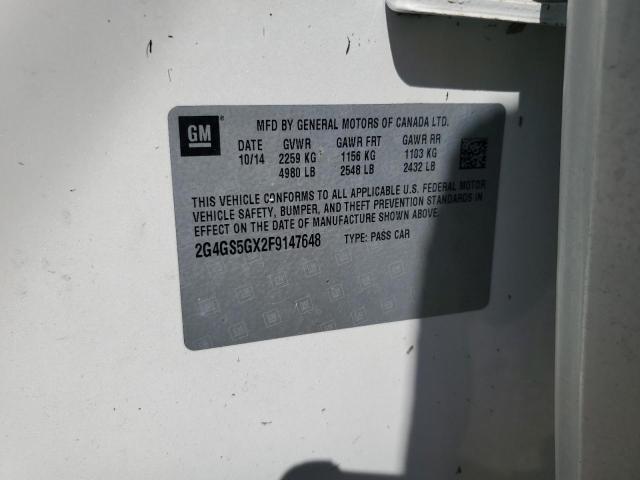 GM
MFD BY GENERAL MOTORS OF CANADA LTD.
DATE GVWR GAWR FRT GAWR RR
10/14 2259 KG 1156 KG 1103 KG
4980 LB 2548 LB 2432 LB
THIS VEHICLE CONFORMS TO ALL APPLICABLE U.S. FEDERAL MOTOR
VEHICLE SAFETY, BUMPER, AND THEFT PREVENTION STANDARDS IN
EFFECT ON THE DATE OF MANUFACTURE SHOWN ABOVE.
2G4GS5GX2F9147648 TYPE: PASS CAR